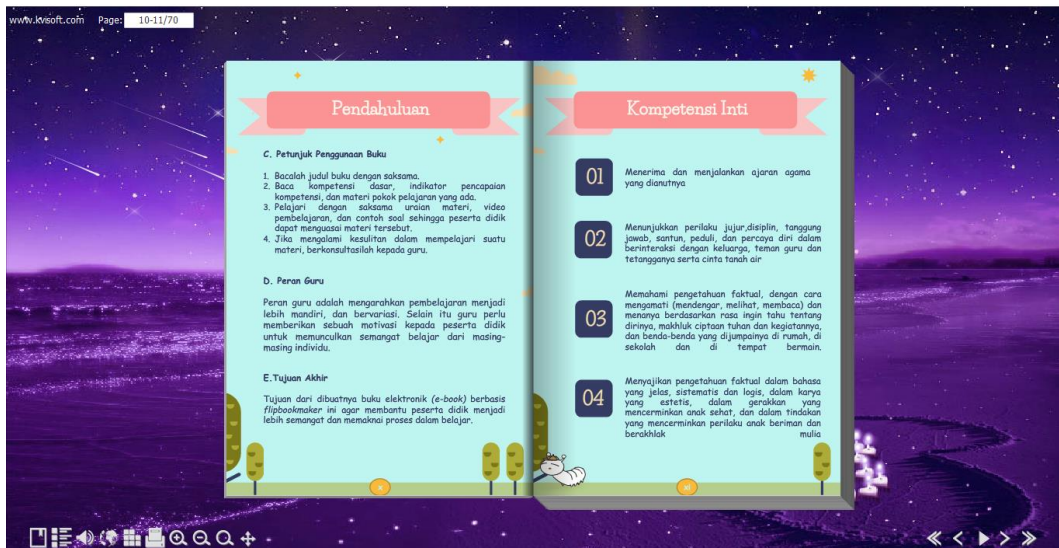 www.kvisoft.com Page: 10-11/70
Pendahuluan
C. Petunjuk Penggunaan Buku
1. Bacalah judul buku dengan saksama.
2. Baca kompetensi dasar, indikator pencapaian
kompetensi, dan materi pokok pelajaran yang ada.
3. Pelajari dengan saksama uraian materi, video
pembelajaran, dan contoh soal sehingga peserta didik
dapat menguasai materi tersebut.
4. Jika mengalami kesulitan dalam mempelajari suatu
materi, berkonsultasilah kepada guru.
D. Peran Guru
Peran guru adalah mengarahkan pembelajaran menjadi
lebih mandiri, dan bervariasi. Selain itu guru perlu
memberikan sebuah motivasi kepada peserta didik
untuk memunculkan semangat belajar dari masing-
masing individu.
E.Tujuan Akhir
Tujuan dari dibuatnya buku elektronik (e-book) berbasis
flipbookmaker ini agar membantu peserta didik menjadi
lebih semangat dan memaknai proses dalam belajar.
x
Kompetensi Inti
01
Menerima dan menjalankan ajaran agama
yang dianutnya
02
Menunjukkan perilaku jujur,disiplin, tanggung
jawab, santun, peduli, dan percaya diri dalam
berinteraksi dengan keluarga, teman guru dan
tetangganya serta cinta tanah air
03
Memahami pengetahuan faktual, dengan cara
mengamati (mendengar, melihat, membaca) dan
menanya berdasarkan rasa ingin tahu tentang
dirinya, makhluk ciptaan tuhan dan kegiatannya,
dan benda-benda yang dijumpainya di rumah, di
sekolah dan di tempat bermain.
04
Menyajikan pengetahuan faktual dalam bahasa
yang jelas, sistematis dan logis, dalam karya
yang estetis, dalam gerakkan yang
mencerminkan anak sehat, dan dalam tindakan
yang mencerminkan perilaku anak beriman dan
berakhlak mulia
xi